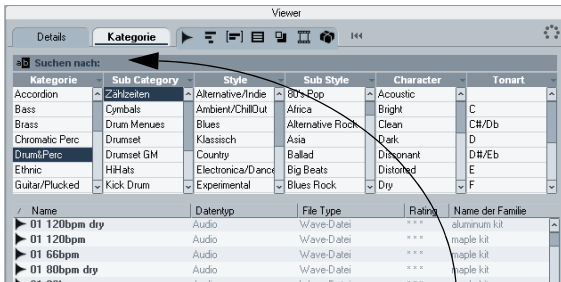 Viewer
Details Kategorie
aB Suchen nach:
Kategorie Sub Category Style Sub Style Character Tonart
Accordion Zählzeiten Alternative/Indie 80's Pop Acoustic
Bass Cymbals Ambient/ChillOut Africa Bright C
Brass Drum Menues Blues Alternative Rock Clean C#/Db
Chromatic Perc Drumset Klassisch Asia Dark D
Drum&Perc Drumset GM Country Ballad Dissonant D#/Eb
Ethnic HiHats Electronica/Dance Big Beats Distorted E
Guitar/Plucked Kick Drum Experimental Blues Rock Dry F
/ Name Datentyp File Type Rating Name der Familie
01 120bpm dry Audio Wave-Datei *** aluminum kit
01 120bpm Audio Wave-Datei *** maple kit
01 66bpm Audio Wave-Datei *** maple kit
01 80bpm dry Audio Wave-Datei *** maple kit